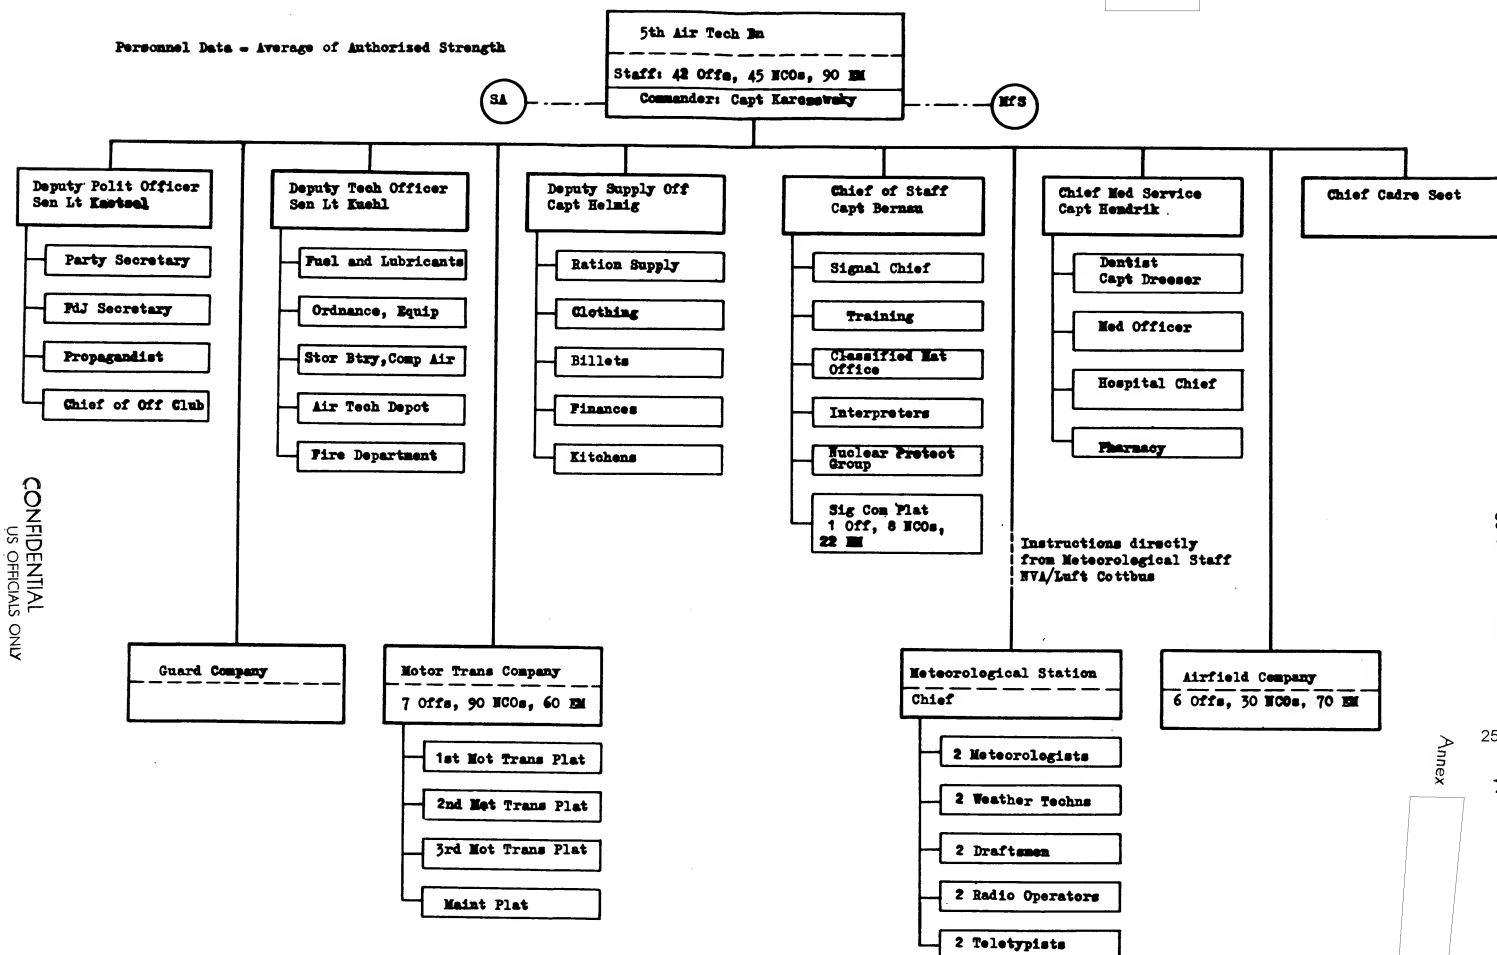 Personnel Data - Average of Authorized Strength
5th Air Tech Bn
Staff: 42 Offs, 45 NCOs, 90 EM
Commander: Capt
SA
MfS
Deputy Polit Officer
Sen Lt
Party Secretary
FdJ Secretary
Propagandist
Chief of Off Club
Deputy Tech Officer
Sen Lt Kuehl
Fuel and Lubricants
Ordnance, Equip
Stor Btry,Comp Air
Air Tech Depot
Fire Department
Deputy Supply Off
Capt Helmig
Ration Supply
Clothing
Billets
Finances
Kitchens
Chief of Staff
Capt Bernau
Signal Chief
Training
Classified Mat
Office
Interpreters
Nuclear Protect
Group
Sig Com Plat
1 Off, 8 NCOs,
22 EM
Chief Med Service
Capt Hendrik
Dentist
Capt Dresser
Med Officer
Hospital Chief
Pharmacy
Chief Cadre Sect
Instructions directly
from Meteorological Staff
NVA/Luft Cottbus
Guard Company
Motor Trans Company
7 Offs, 90 NCOs, 60 EM
1st Mot Trans Plat
2nd Mot Trans Plat
3rd Mot Trans Plat
Maint Plat
Meteorological Station
Chief
2 Meteorologists
2 Weather Techns
2 Draftsmen
2 Radio Operators
2 Teletypists
Airfield Company
6 Offs, 30 NCOs, 70 EM
CONFIDENTIAL
US OFFICIALS ONLY
Annex
25